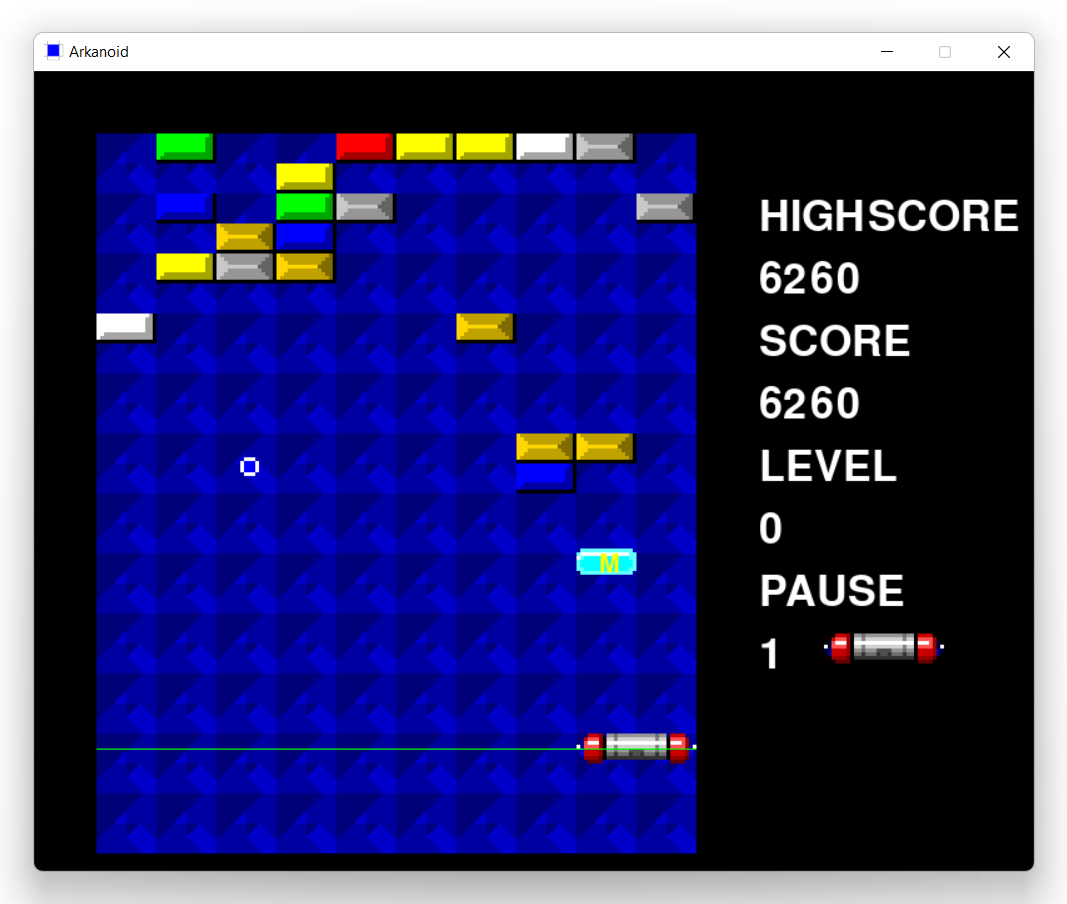 Arkanoid
HIGHSCORE
6260
SCORE
6260
LEVEL
0
M
PAUSE
1